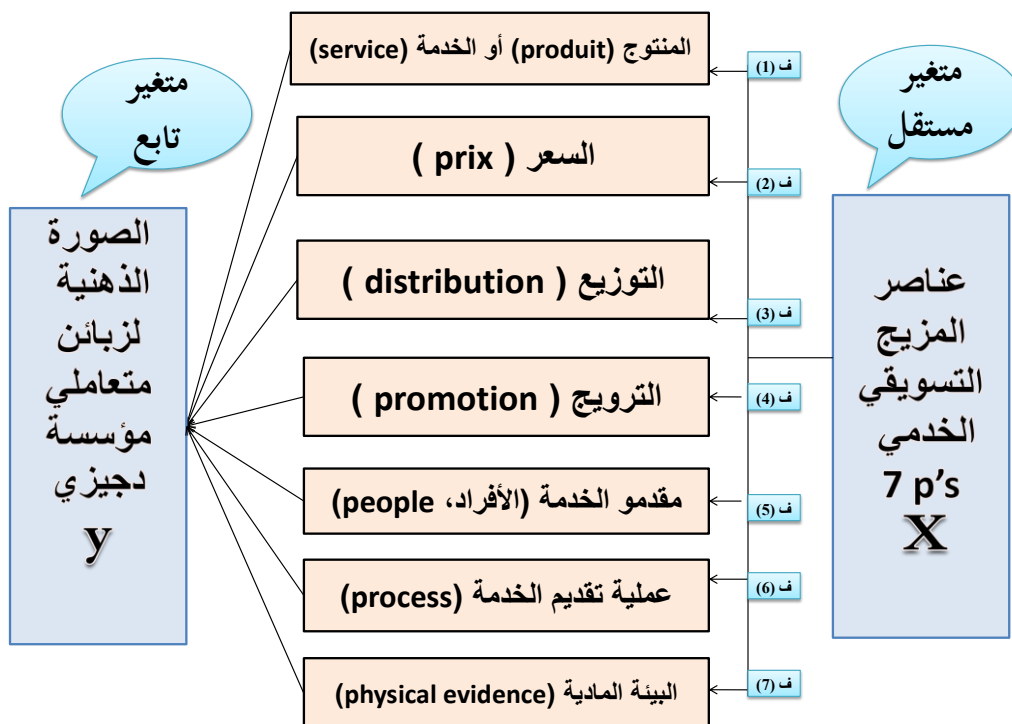 متغير
مستقل
عناصر
المزيج
التسويقي
الخدمي
7 p’s
X
ف (1)
ف (2)
ف (3)
ف (4)
ف (5)
ف (6)
ف (7)
المنتوج (produit) أو الخدمة (service)
السعر ( prix )
التوزيع ( distribution )
الترويج ( promotion )
مقدمو الخدمة (الأفراد، people)
عملية تقديم الخدمة (process)
البيئة المادية (physical evidence)
متغير
تابع
الصورة
الذهنية
لزبائن
متعاملي
مؤسسة
دجيزي
y